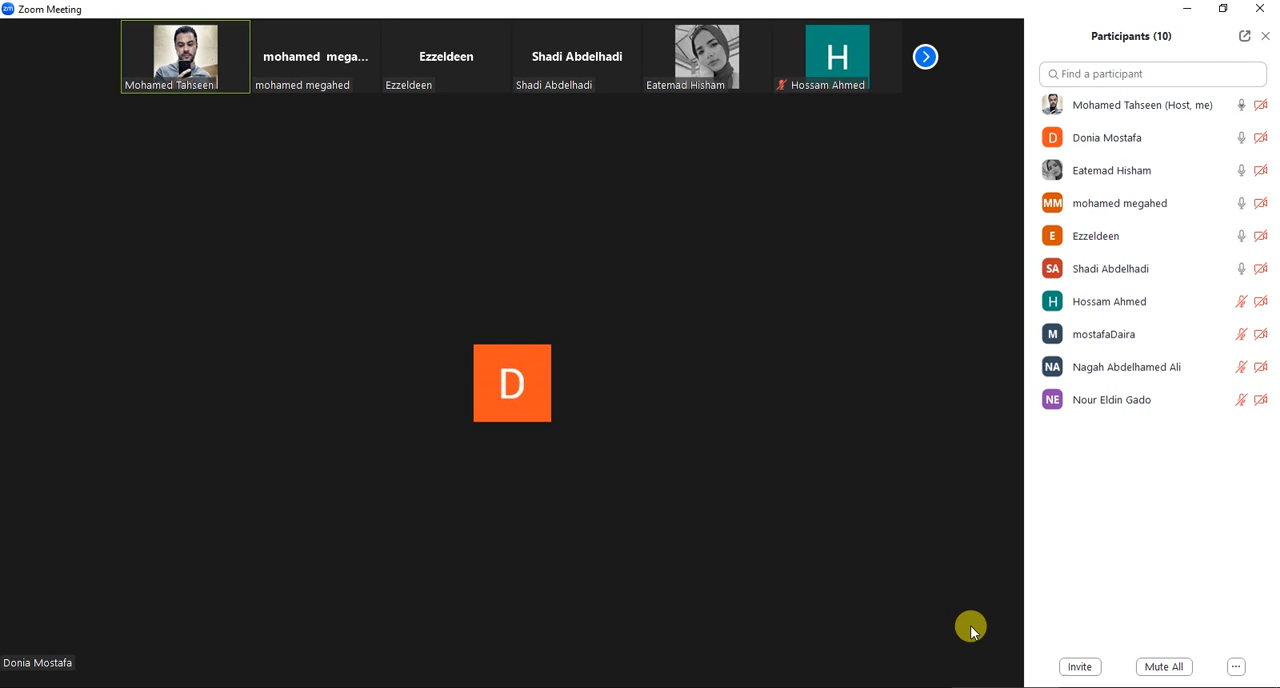 zm Zoom Meeting
mohamed mega...
Ezzeldeen
Shadi Abdelhadi
H
Mohamed Tahseen
mohamed megahed
Ezzeldeen
Shadi Abdelhadi
Eatemad Hisham
Hossam Ahmed
D
Donia Mostafa
Participants (10)
Find a participant
Mohamed Tahseen (Host, me)
D Donia Mostafa
Eatemad Hisham
MM mohamed megahed
E Ezzeldeen
SA Shadi Abdelhadi
H Hossam Ahmed
M mostafaDaira
NA Nagah Abdelhamed Ali
NE Nour Eldin Gado
Invite Mute All ...